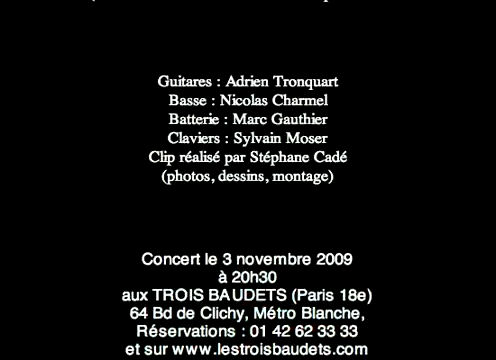 Guitares : Adrien Tronquart
Basse : Nicolas Charmel
Batterie : Marc Gauthier
Claviers : Sylvain Moser
Clip réalisé par Stéphane Cadé
(photos, dessins, montage)
Concert le 3 novembre 2009
à 20h30
aux TROIS BAUDETS (Paris 18e)
64 Bd de Clichy, Métro Blanche,
Réservations : 01 42 62 33 33
et sur www.lestroisbaudets.com